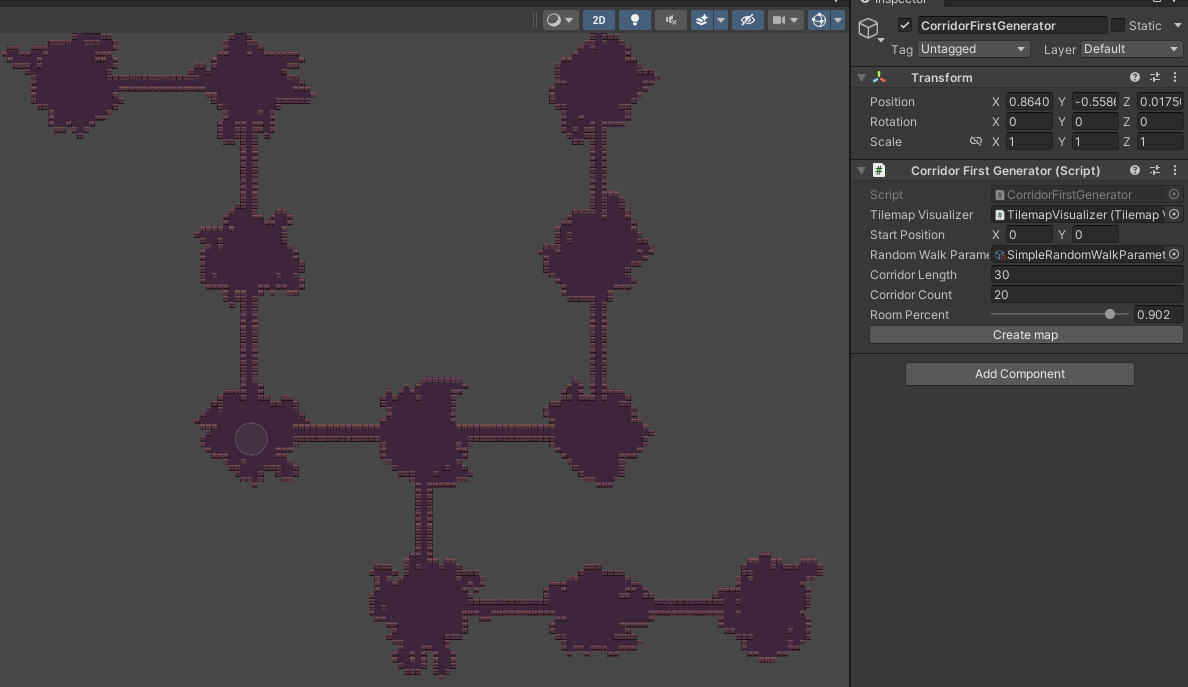 2D
Inspector
CorridorFirstGenerator
Static
Tag Untagged
Layer Default
Transform
Position X 0.8640 Y -0.558 Z 0.0175
Rotation X 0 Y 0 Z 0
Scale X 1 Y 1 Z 1
# Corridor First Generator (Script)
Script CorridorFirstGenerator
Tilemap Visualizer TilemapVisualizer (Tilemap
Start Position X 0 Y 0
Random Walk Parame SimpleRandomWalkParamet
Corridor Length 30
Corridor Count 20
Room Percent 0.902
Create map
Add Component